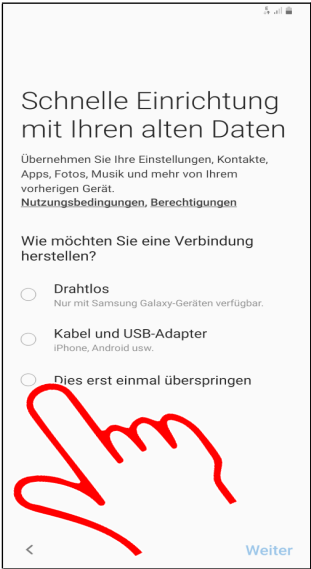 Schnelle Einrichtung
mit Ihren alten Daten
Übernehmen Sie Ihre Einstellungen, Kontakte,
Apps, Fotos, Musik und mehr von Ihrem
vorherigen Gerät.
Nutzungsbedingungen, Berechtigungen
Wie möchten Sie eine Verbindung
herstellen?
Drahtlos
Nur mit Samsung Galaxy-Geräten verfügbar.
Kabel und USB-Adapter
iPhone, Android usw.
Dies erst einmal überspringen
Weiter